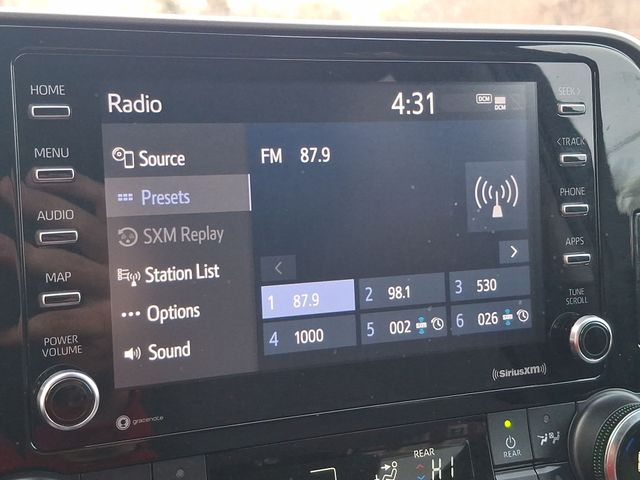 HOME
MENU
AUDIO
MAP
POWER
VOLUME
Radio
4:31
DCM
DCM
Source
Presets
SXM Replay
Station List
Options
Sound
FM 87.9
1 87.9
2 98.1
3 530
4 1000
5 002
6 026
SEEK >
< TRACK
PHONE
APPS
TUNE
SCROLL
gracenote
((SiriusXM))
REAR
HI
REAR